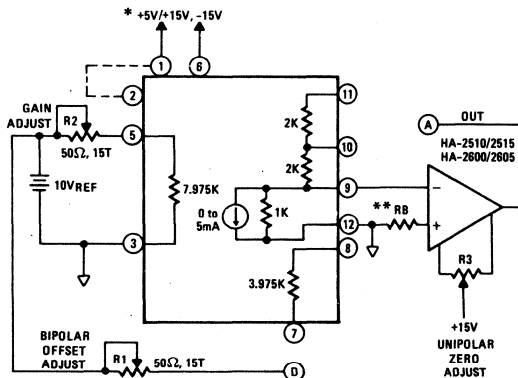 * +5V/+15V, -15V
1
6
2
11
GAIN
ADJUST
R2
5
50Ω, 15T
2K
10
2K
A
OUT
HA-2510/2515
HA-2600/2605
10VREF
7.975K
0 to
5mA
1K
9
12
** RB
−
+
3
8
3.975K
R3
7
+15V
UNIPOLAR
ZERO
ADJUST
BIPOLAR
OFFSET
ADJUST
R1
50Ω, 15T
D